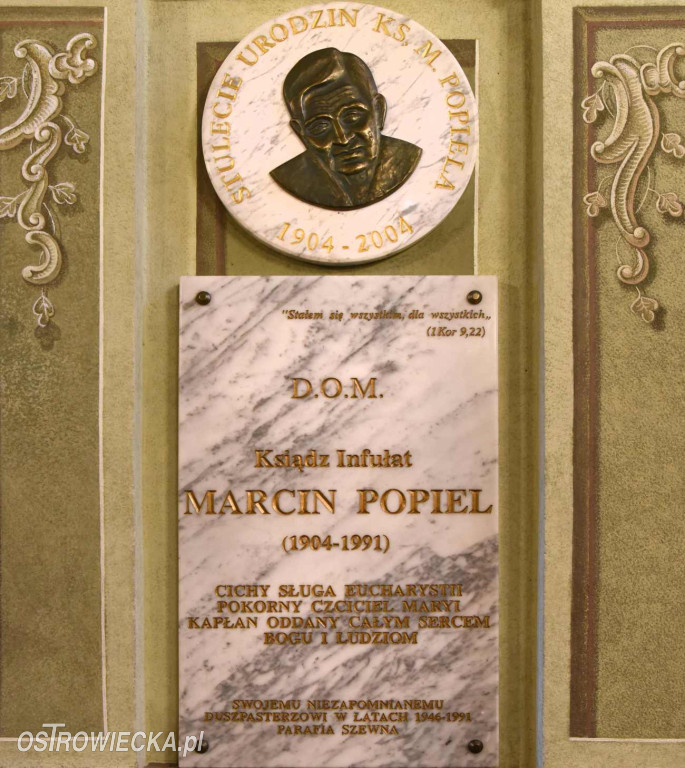 STULECIE URODZIN KS. M. POPIELA
1904 - 2004
"Stałem się wszystkim, dla wszystkich„
(1 Kor 9,22)
D.O.M.
Ksiądz Infułat
MARCIN POPIEL
(1904-1991)
CICHY SŁUGA EUCHARYSTII
POKORNY CZCICIEL MARYI
KAPŁAN ODDANY CAŁYM SERCEM
BOGU I LUDZIOM
SWOJEMU NIEZAPOMNIANEMU
DUSZPASTERZOWI W LATACH 1946-1991
PARAFIA SZEWNA
OSTROWIECKA.pl